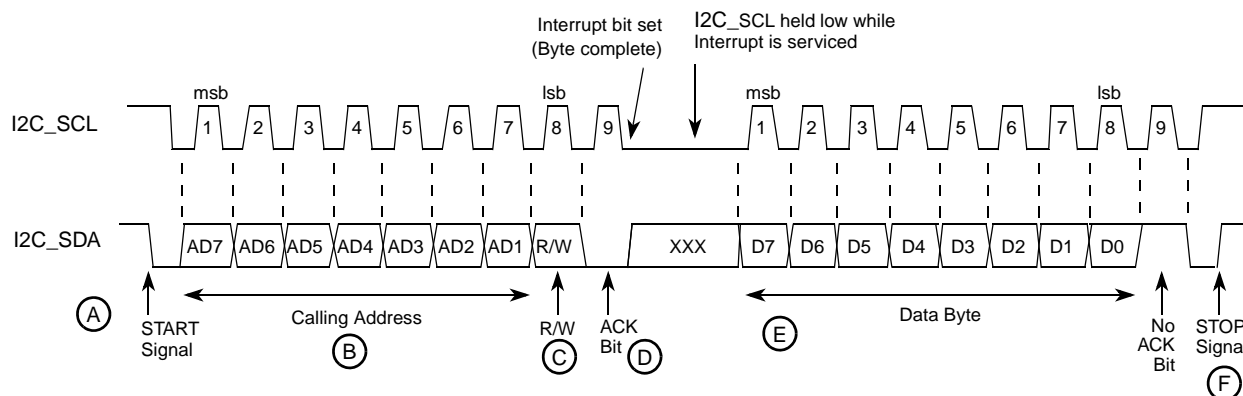 Interrupt bit set
(Byte complete)
I2C_SCL held low while
Interrupt is serviced
msb
lsb
msb
lsb
I2C_SCL
1 2 3 4 5 6 7 8 9 1 2 3 4 5 6 7 8 9
I2C_SDA
AD7 AD6 AD5 AD4 AD3 AD2 AD1 R/W XXX D7 D6 D5 D4 D3 D2 D1 D0
A
START
Signal
Calling Address
B
R/W
C
ACK
Bit
D
E
Data Byte
No
ACK
Bit
STOP
Signal
F